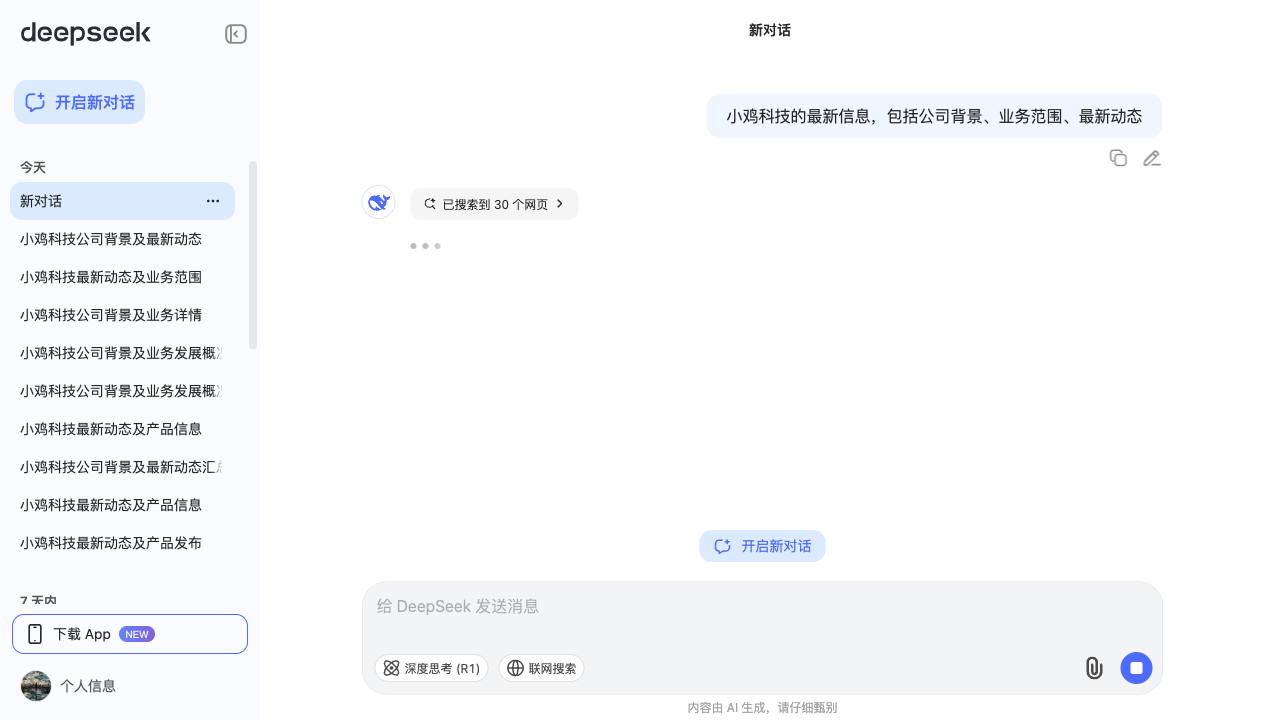 deepseek
开启新对话
今天
新对话
小鸡科技公司背景及最新动态
小鸡科技最新动态及业务范围
小鸡科技公司背景及业务详情
小鸡科技公司背景及业务发展概
小鸡科技公司背景及业务发展概
小鸡科技最新动态及产品信息
小鸡科技公司背景及最新动态汇
小鸡科技最新动态及产品信息
小鸡科技最新动态及产品发布
7 天内
下载 App NEW
个人信息
新对话
小鸡科技的最新信息，包括公司背景、业务范围、最新动态
已搜索到 30 个网页
开启新对话
给 DeepSeek 发送消息
深度思考 (R1) 联网搜索
内容由 AI 生成，请仔细甄别